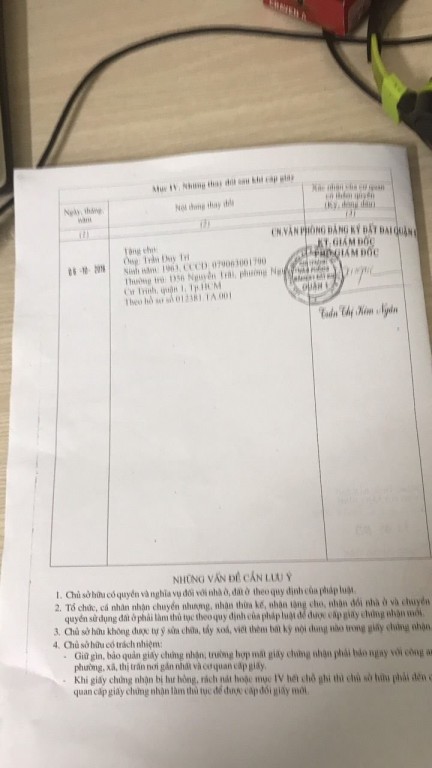 Mục IV. Những thay đổi sau khi cấp giấy
Ngày, tháng, năm
Nội dung thay đổi
Xác nhận của cơ quan có thẩm quyền
(Ký, đóng dấu)
(1)
(2)
(3)
08-10-2018
Tặng cho:
Ông: Trần Duy Trí
Sinh năm: 1963, CCCD: 079063001790
Thường trú: Nguyễn Trãi, phường
Cư Trinh, quận 1, Tp.HCM
Theo hồ sơ số 012381.TA.001
CN.VĂN PHÒNG ĐĂNG KÝ ĐẤT ĐAI QUẬN 1
KT. GIÁM ĐỐC
PHÓ GIÁM ĐỐC
QUẬN 1
Trần Thị Kim Ngân
NHỮNG VẤN ĐỀ CẦN LƯU Ý
1. Chủ sở hữu có quyền và nghĩa vụ đối với nhà ở, đất ở theo quy định của pháp luật.
2. Tổ chức, cá nhân nhận chuyển nhượng, nhận thừa kế, nhận tặng cho, nhận đổi nhà ở và chuyển
quyền sử dụng đất ở phải làm thủ tục theo quy định của pháp luật để được cấp giấy chứng nhận mới.
3. Chủ sở hữu không được tự ý sửa chữa, tẩy xoá, viết thêm bất kỳ nội dung nào trong giấy chứng nhận.
4. Chủ sở hữu có trách nhiệm:
- Giữ gìn, bảo quản giấy chứng nhận; trường hợp mất giấy chứng nhận phải báo ngay với công an
phường, xã, thị trấn nơi gần nhất và cơ quan cấp giấy.
- Khi giấy chứng nhận bị hư hỏng, rách nát hoặc mục IV hết chỗ ghi thì chủ sở hữu phải đến
quan cấp giấy chứng nhận làm thủ tục để được cấp đổi giấy mới.